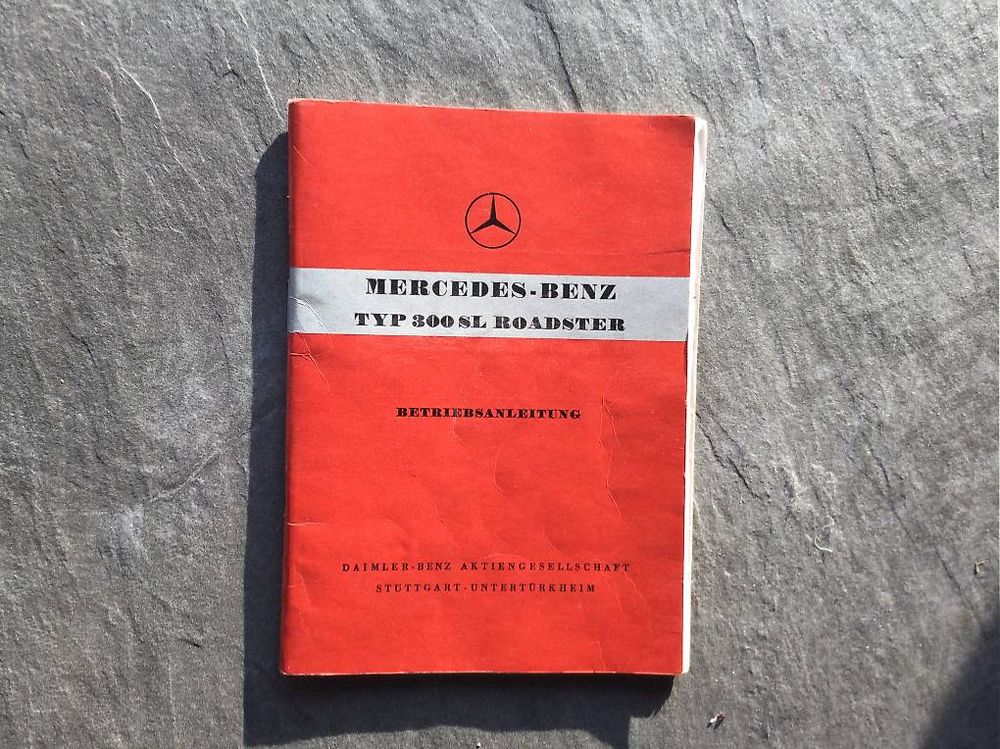 MERCEDES-BENZ
TYP 300 SL ROADSTER
BETRIEBSANLEITUNG
DAIMLER-BENZ AKTIENGESELLSCHAFT
STUTTGART-UNTERTÜRKHEIM